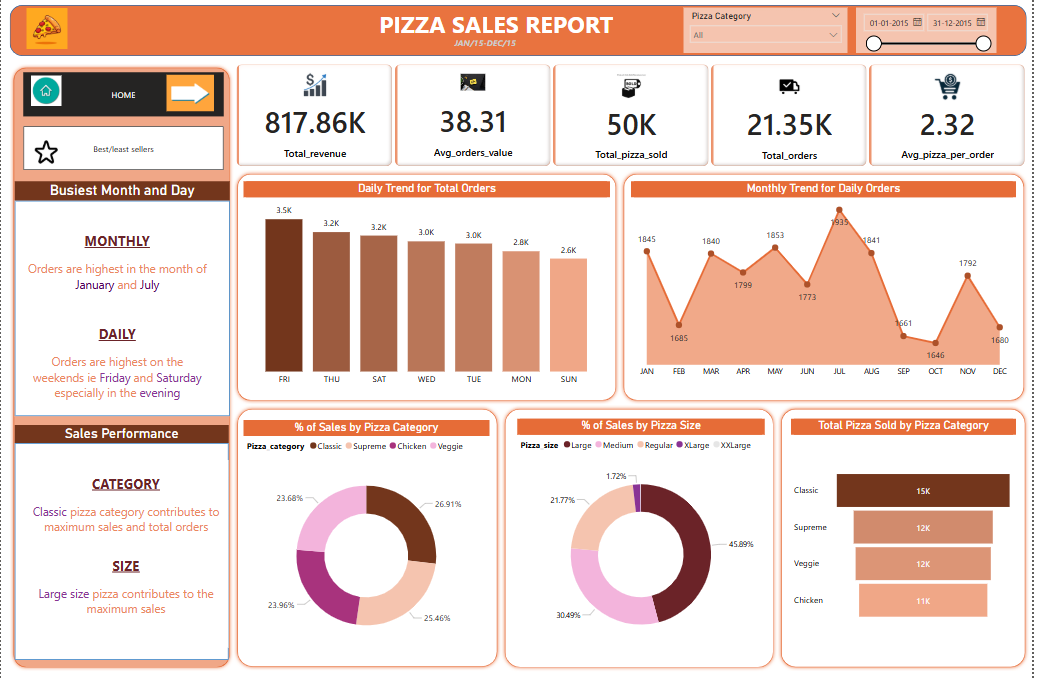 PIZZA SALES REPORT
JAN/15-DEC/15
Pizza Category
All
01-01-2015
31-12-2015
HOME
Best/least sellers
817.86K
Total_revenue
38.31
Avg_orders_value
50K
Total_pizza_sold
21.35K
Total_orders
2.32
Avg_pizza_per_order
Busiest Month and Day
MONTHLY
Orders are highest in the month of
January and July
DAILY
Orders are highest on the
weekends ie Friday and Saturday
especially in the evening
Sales Performance
CATEGORY
Classic pizza category contributes to
maximum sales and total orders
SIZE
Large size pizza contributes to the
maximum sales
Daily Trend for Total Orders
3.5K
3.2K
3.2K
3.0K
3.0K
2.8K
2.6K
FRI
THU
SAT
WED
TUE
MON
SUN
Monthly Trend for Daily Orders
1845
1685
1840
1799
1853
1773
1935
1841
1661
1646
1792
1680
JAN
FEB
MAR
APR
MAY
JUN
JUL
AUG
SEP
OCT
NOV
DEC
% of Sales by Pizza Category
Pizza_category Classic Supreme Chicken Veggie
23.68%
26.91%
23.96%
25.46%
% of Sales by Pizza Size
Pizza_size Large Medium Regular XLarge XXLarge
1.72%
21.77%
45.89%
30.49%
Total Pizza Sold by Pizza Category
Classic 15K
Supreme 12K
Veggie 12K
Chicken 11K